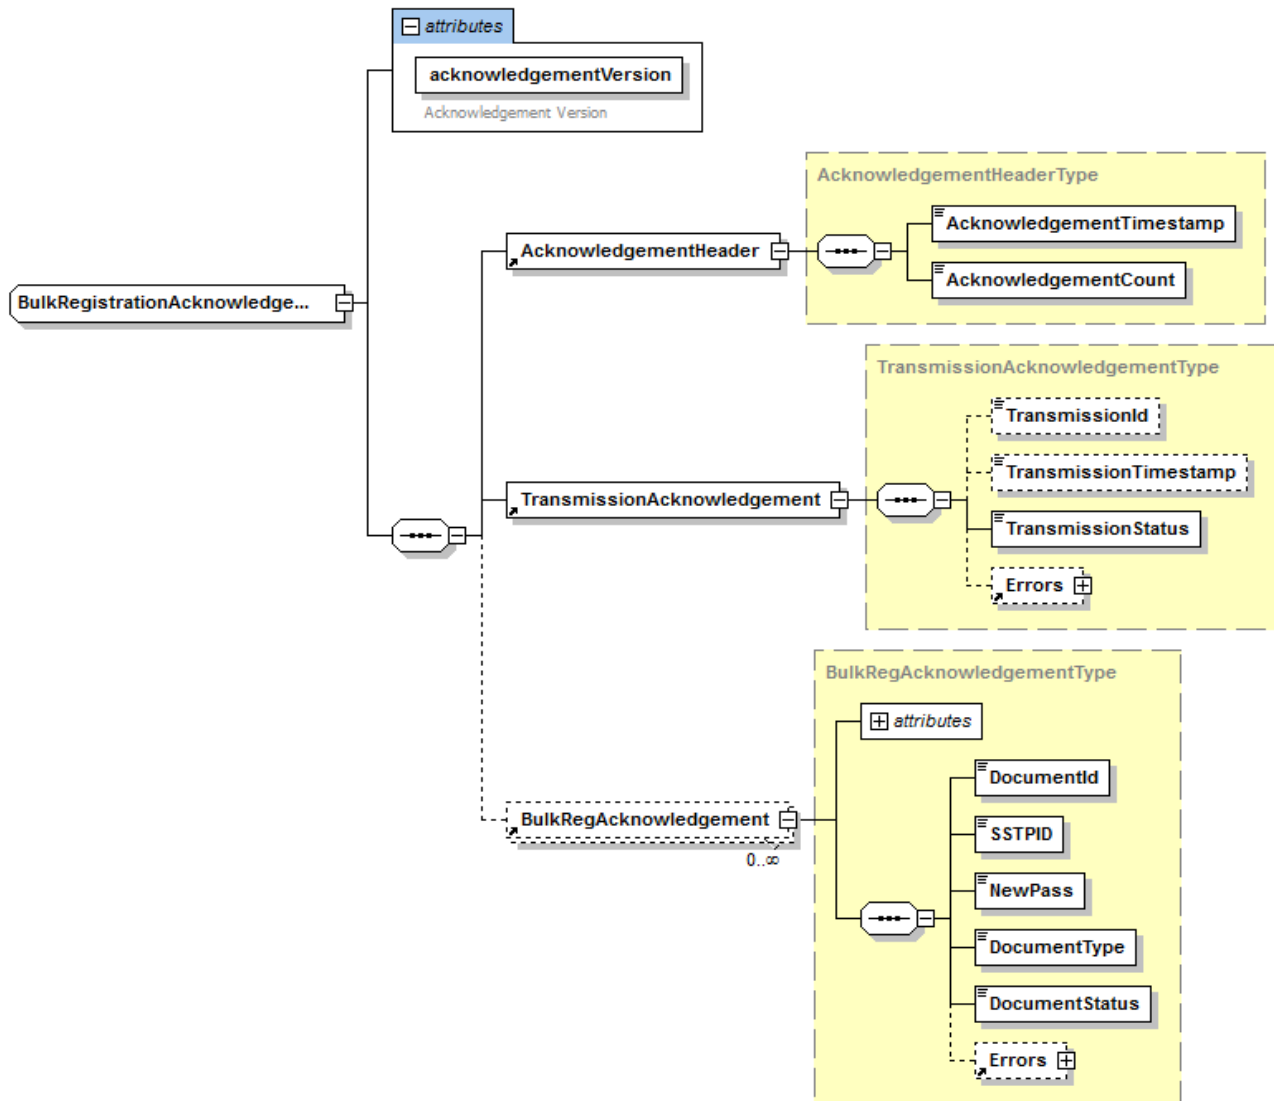 attributes
acknowledgementVersion
Acknowledgement Version
AcknowledgementHeaderType
AcknowledgementTimestamp
AcknowledgementHeader
AcknowledgementCount
BulkRegistrationAcknowledge...
TransmissionAcknowledgementType
TransmissionId
TransmissionTimestamp
TransmissionAcknowledgement
TransmissionStatus
Errors
BulkRegAcknowledgementType
attributes
DocumentId
BulkRegAcknowledgement
SSTPID
0..∞
NewPass
DocumentType
DocumentStatus
Errors